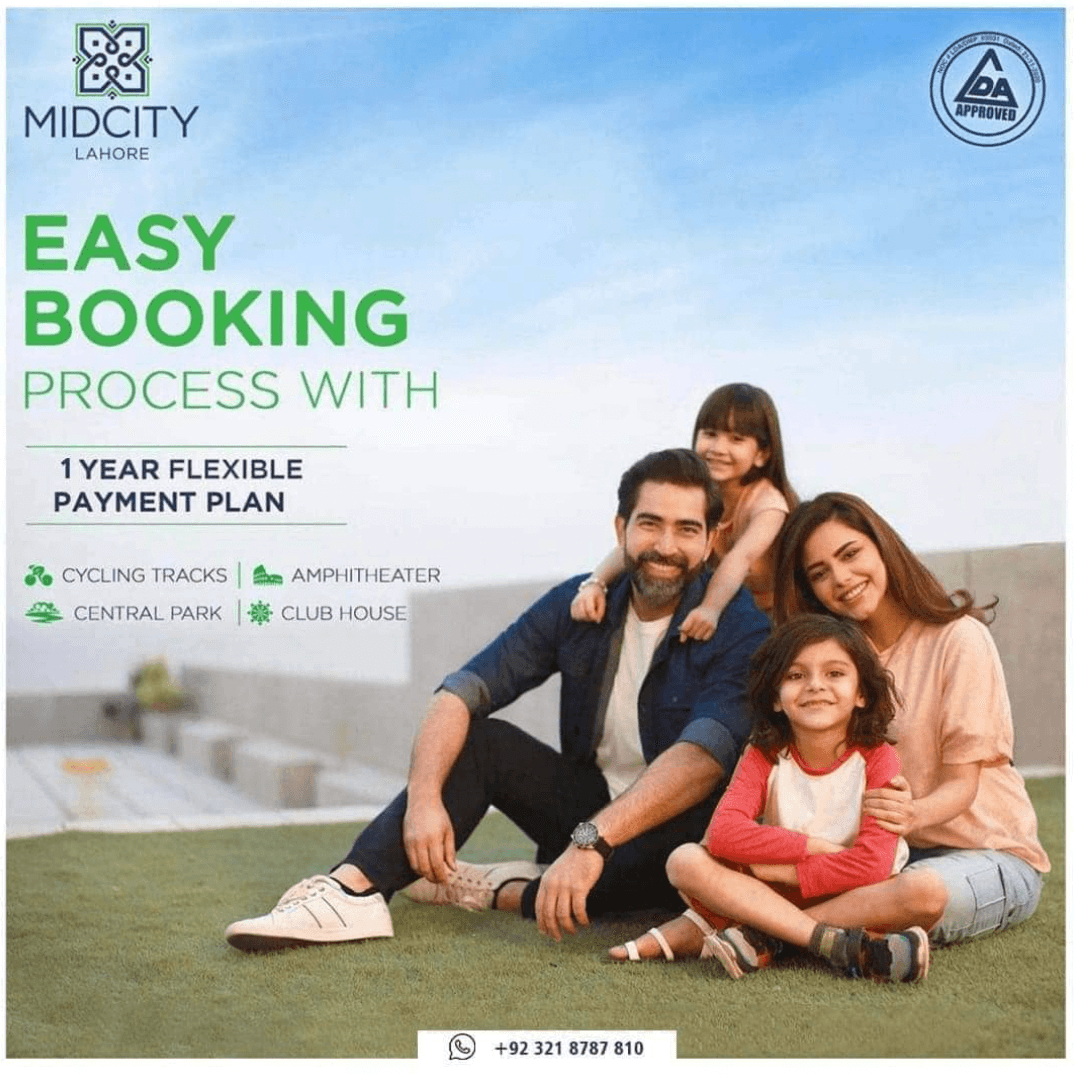 MIDCITY
LAHORE
LDA
APPROVED
EASY
BOOKING
PROCESS WITH
1 YEAR FLEXIBLE
PAYMENT PLAN
CYCLING TRACKS | AMPHITHEATER
CENTRAL PARK | CLUB HOUSE
+92 321 8787 810